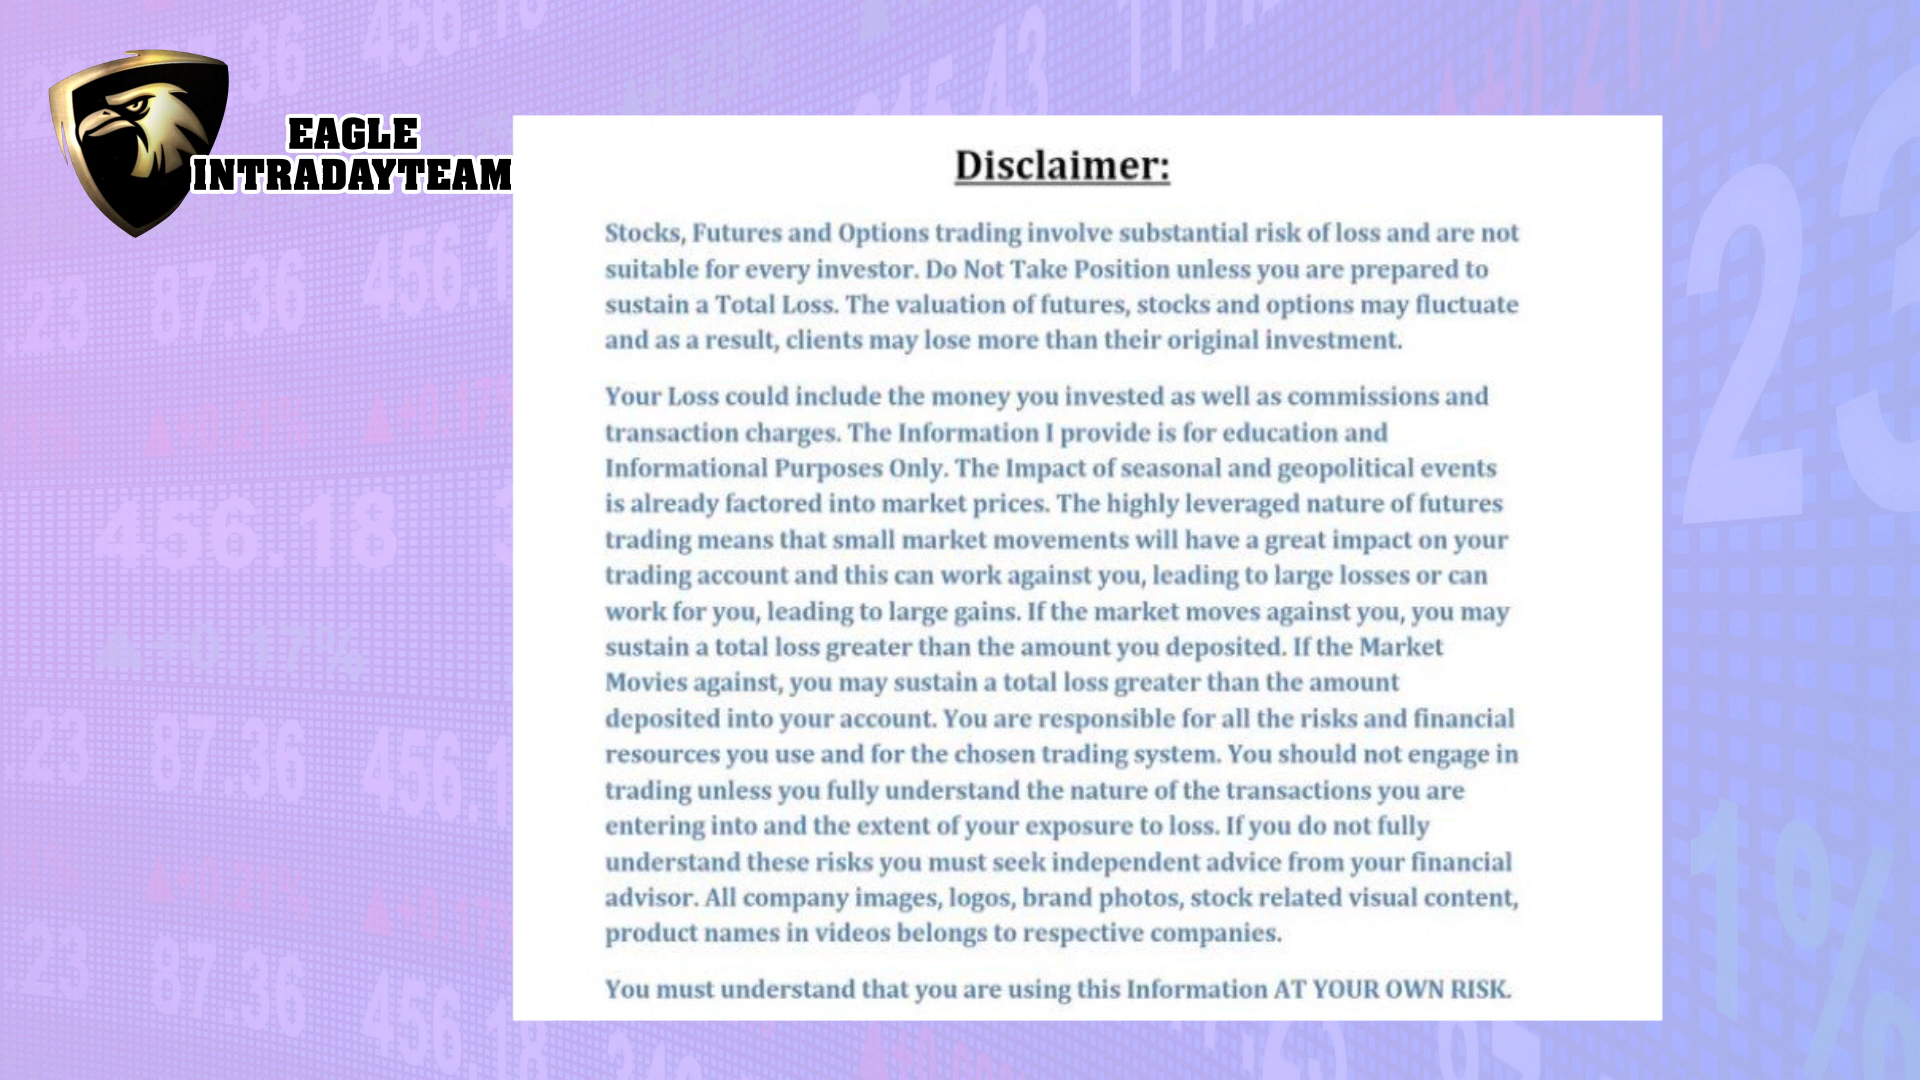 EAGLE
INTRADAYTEAM
Disclaimer:
Stocks, Futures and Options trading involve substantial risk of loss and are not
suitable for every investor. Do Not Take Position unless you are prepared to
sustain a Total Loss. The valuation of futures, stocks and options may fluctuate
and as a result, clients may lose more than their original investment.
Your Loss could include the money you invested as well as commissions and
transaction charges. The Information I provide is for education and
Informational Purposes Only. The Impact of seasonal and geopolitical events
is already factored into market prices. The highly leveraged nature of futures
trading means that small market movements will have a great impact on your
trading account and this can work against you, leading to large losses or can
work for you, leading to large gains. If the market moves against you, you may
sustain a total loss greater than the amount you deposited. If the Market
Movies against, you may sustain a total loss greater than the amount
deposited into your account. You are responsible for all the risks and financial
resources you use and for the chosen trading system. You should not engage in
trading unless you fully understand the nature of the transactions you are
entering into and the extent of your exposure to loss. If you do not fully
understand these risks you must seek independent advice from your financial
advisor. All company images, logos, brand photos, stock related visual content,
product names in videos belongs to respective companies.
You must understand that you are using this Information AT YOUR OWN RISK.